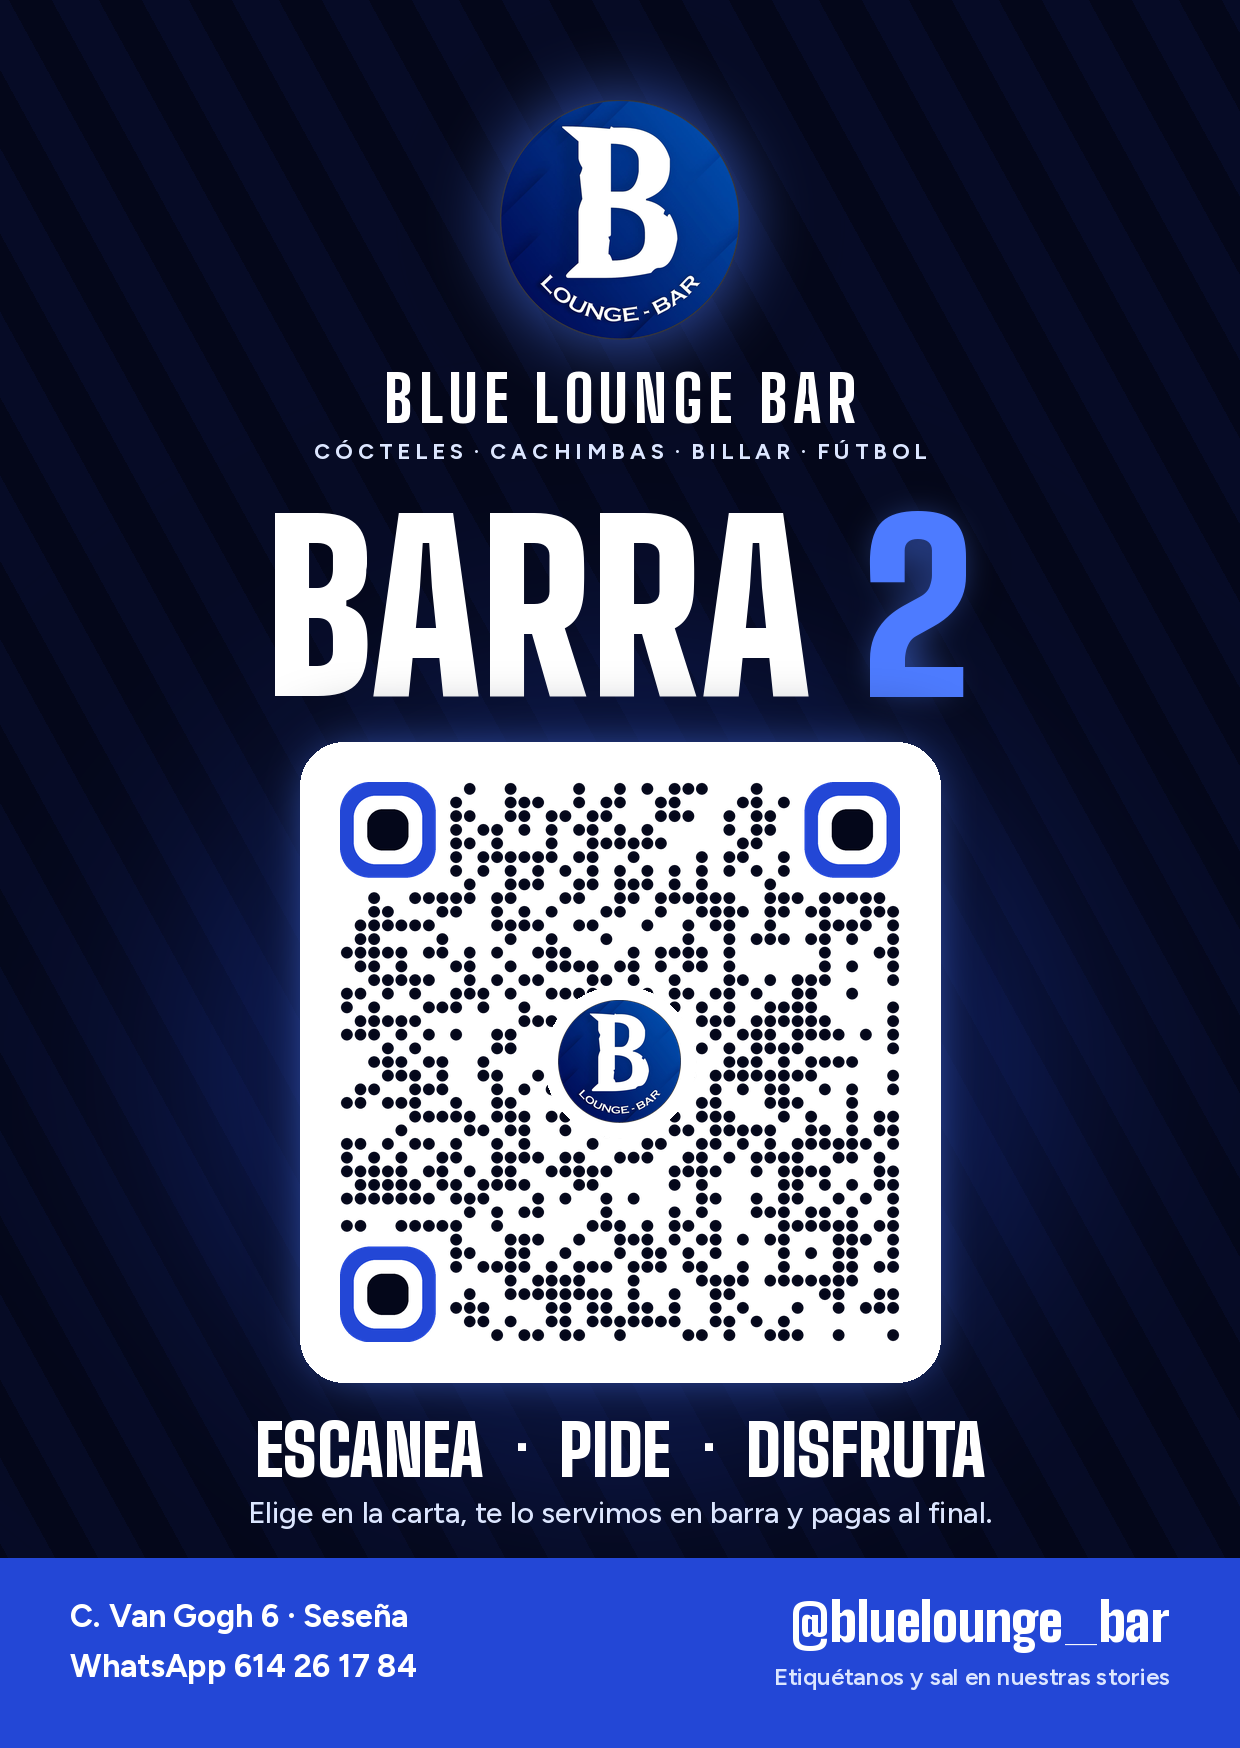 B
LOUNGE - BAR
BLUE LOUNGE BAR
CÓCTELES · CACHIMBAS · BILLAR · FÚTBOL
BARRA 2
B
LOUNGE - BAR
ESCANEA · PIDE · DISFRUTA
Elige en la carta, te lo servimos en barra y pagas al final.
C. Van Gogh 6 · Seseña
WhatsApp 614 26 17 84
@bluelounge_bar
Etiquétanos y sal en nuestras stories